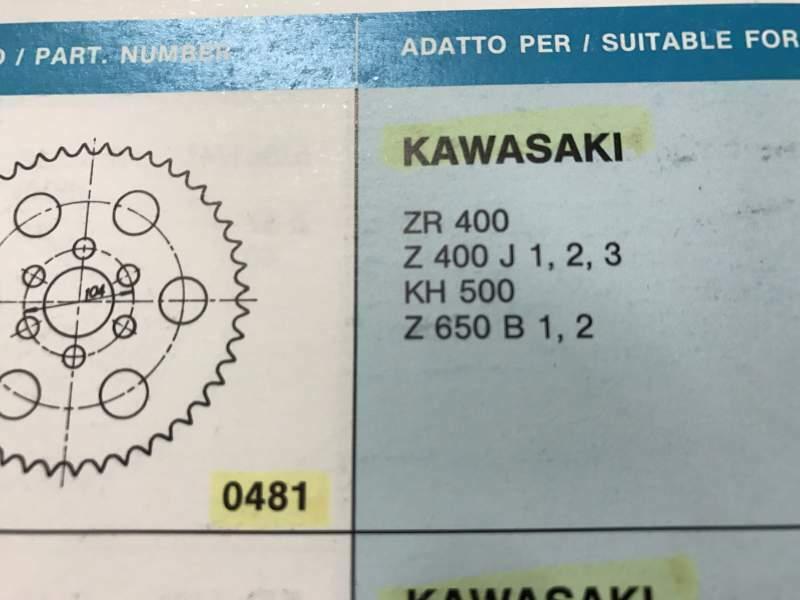 / PART. NUMBER
ADATTO PER / SUITABLE FOR
KAWASAKI
ZR 400
Z 400 J 1, 2, 3
KH 500
Z 650 B 1, 2
104
0481
KAWASAKI